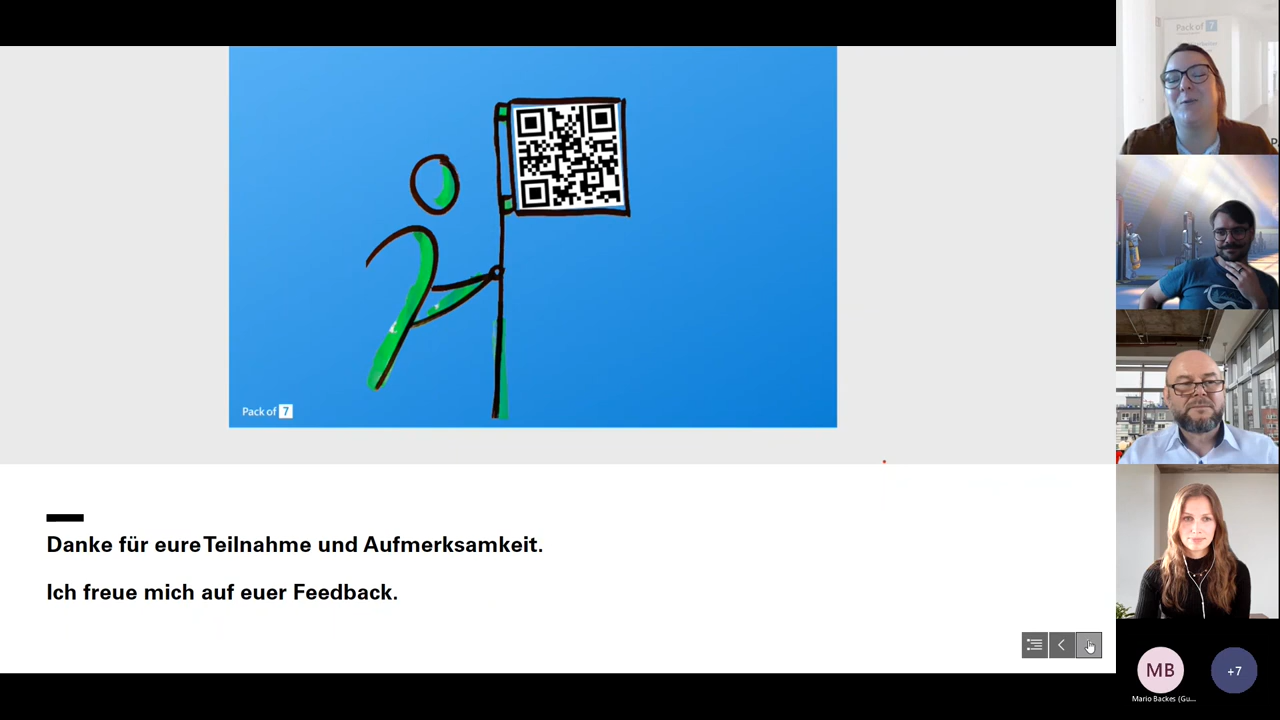 Pack of 7
Danke für eure Teilnahme und Aufmerksamkeit.
Ich freue mich auf euer Feedback.
Pack of 7
MB
+7
Mario Backes (Gu...